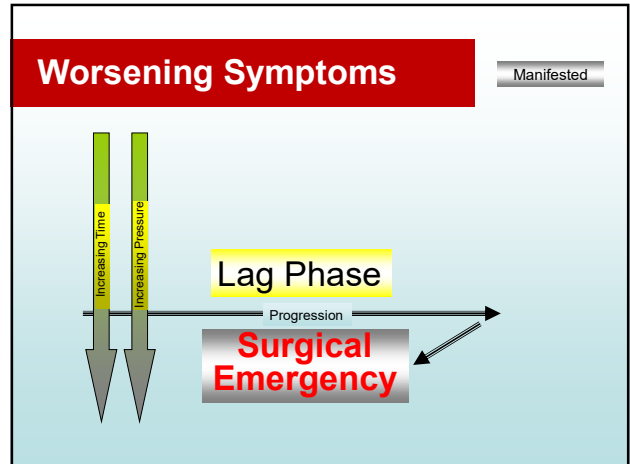 Worsening Symptoms
Manifested
Increasing Time
Increasing Pressure
Lag Phase
Progression
Surgical
Emergency